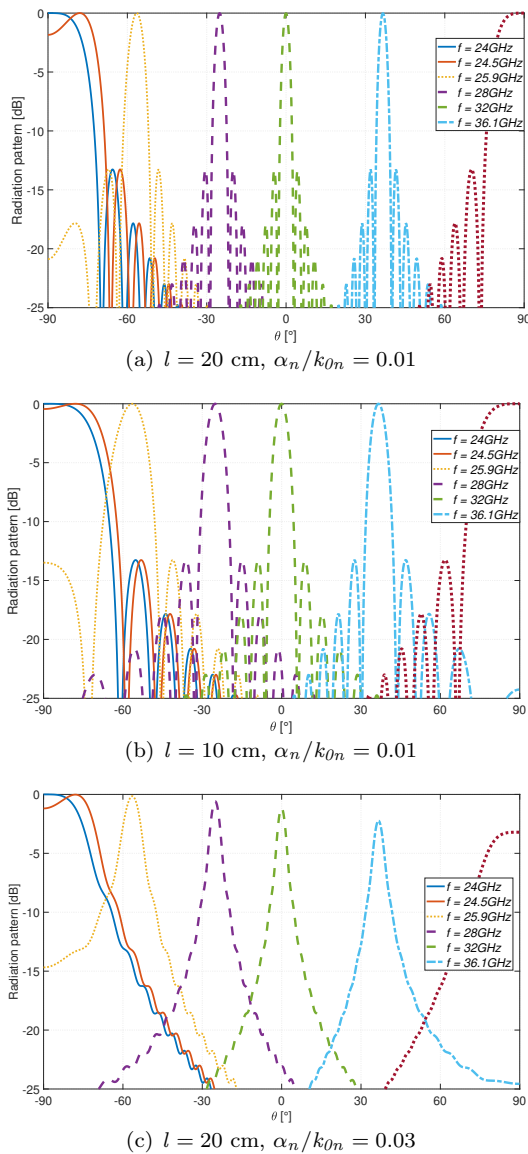 0
-5
-10
-15
-20
-25
Radiation pattern [dB]
f = 24GHz
f = 24.5GHz
f = 25.9GHz
f = 28GHz
f = 32GHz
f = 36.1GHz
-90 -60 -30 0 30 60 90
θ [°]
(a) l = 20 cm, αn/k0n = 0.01
0
-5
-10
-15
-20
-25
Radiation pattern [dB]
f = 24GHz
f = 24.5GHz
f = 25.9GHz
f = 28GHz
f = 32GHz
f = 36.1GHz
-90 -60 -30 0 30 60 90
θ [°]
(b) l = 10 cm, αn/k0n = 0.01
0
-5
-10
-15
-20
-25
Radiation pattern [dB]
f = 24GHz
f = 24.5GHz
f = 25.9GHz
f = 28GHz
f = 32GHz
f = 36.1GHz
-90 -60 -30 0 30 60 90
θ [°]
(c) l = 20 cm, αn/k0n = 0.03